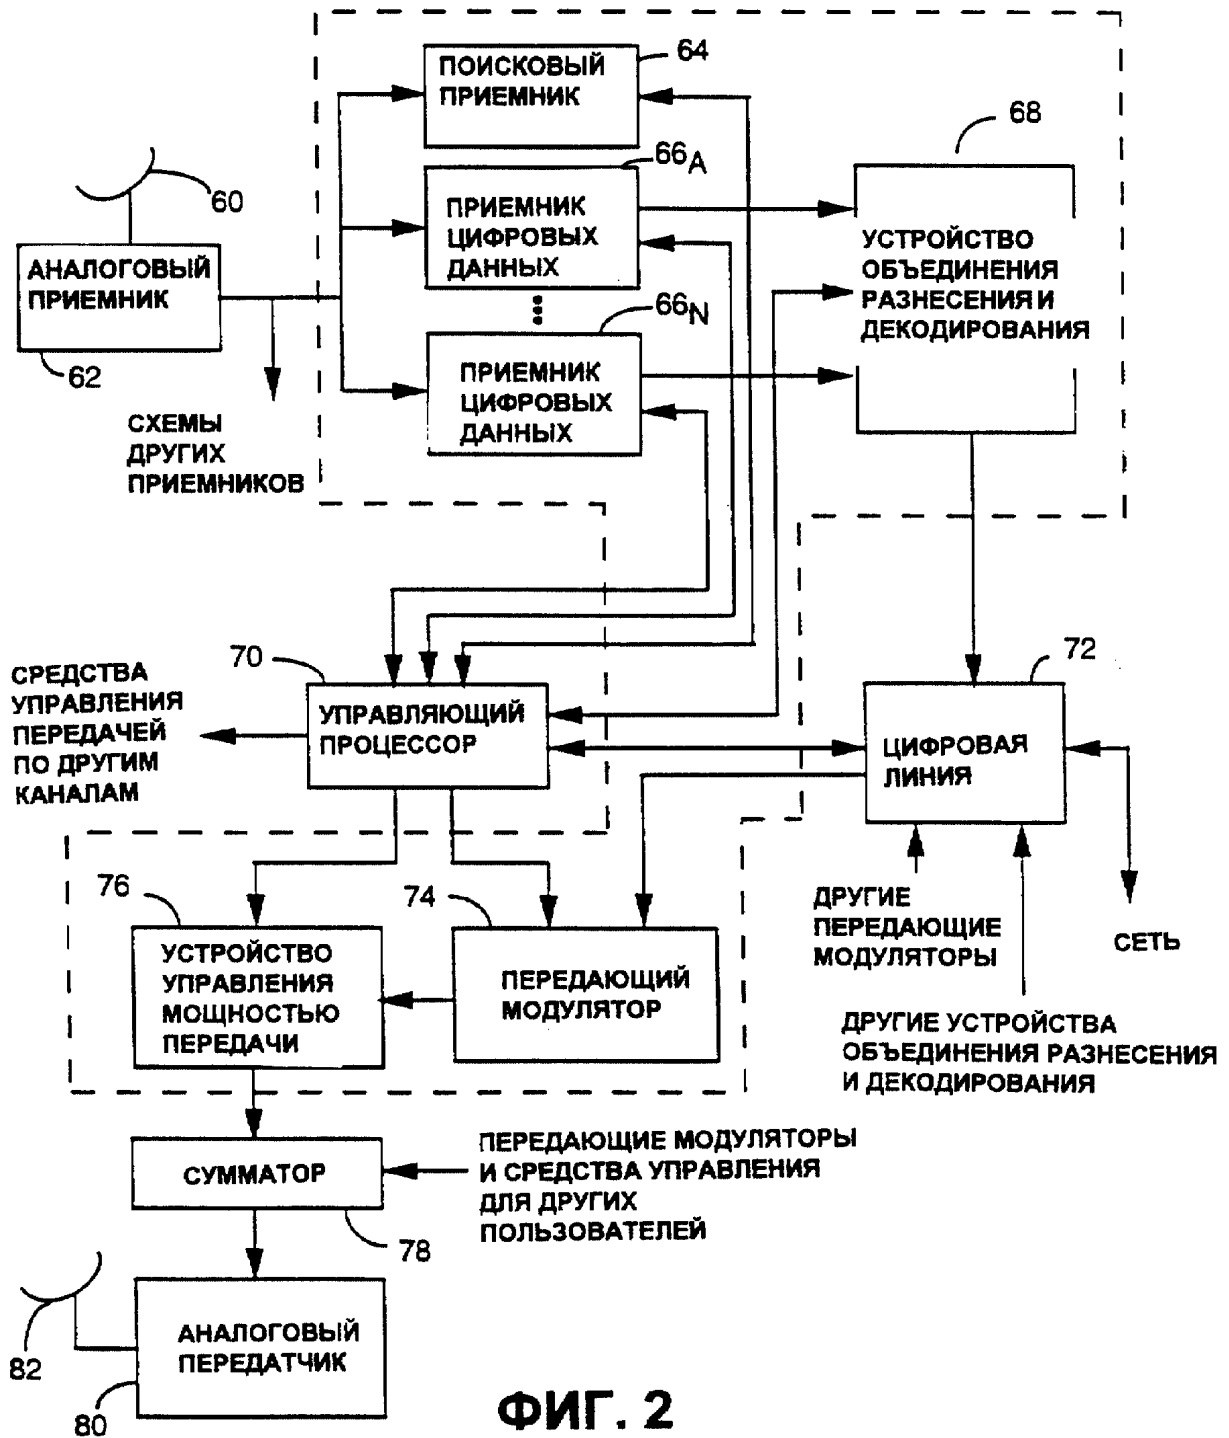 ПОИСКОВЫЙ
ПРИЕМНИК
64
66A
ПРИЕМНИК
ЦИФРОВЫХ
ДАННЫХ
66N
ПРИЕМНИК
ЦИФРОВЫХ
ДАННЫХ
68
УСТРОЙСТВО
ОБЪЕДИНЕНИЯ
РАЗНЕСЕНИЯ И
ДЕКОДИРОВАНИЯ
60
АНАЛОГОВЫЙ
ПРИЕМНИК
62
СХЕМЫ
ДРУГИХ
ПРИЕМНИКОВ
70
УПРАВЛЯЮЩИЙ
ПРОЦЕССОР
СРЕДСТВА
УПРАВЛЕНИЯ
ПЕРЕДАЧЕЙ
ПО ДРУГИМ
КАНАЛАМ
72
ЦИФРОВАЯ
ЛИНИЯ
76
УСТРОЙСТВО
УПРАВЛЕНИЯ
МОЩНОСТЬЮ
ПЕРЕДАЧИ
74
ПЕРЕДАЮЩИЙ
МОДУЛЯТОР
ДРУГИЕ
ПЕРЕДАЮЩИЕ
МОДУЛЯТОРЫ
СЕТЬ
ДРУГИЕ УСТРОЙСТВА
ОБЪЕДИНЕНИЯ РАЗНЕСЕНИЯ
И ДЕКОДИРОВАНИЯ
СУММАТОР
78
ПЕРЕДАЮЩИЕ МОДУЛЯТОРЫ
И СРЕДСТВА УПРАВЛЕНИЯ
ДЛЯ ДРУГИХ
ПОЛЬЗОВАТЕЛЕЙ
82
АНАЛОГОВЫЙ
ПЕРЕДАТЧИК
80
ФИГ. 2